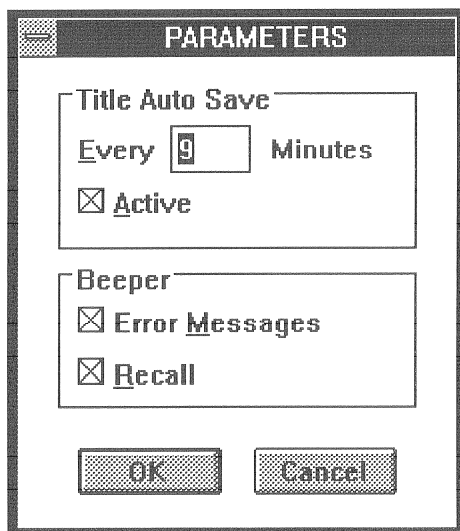 PARAMETERS
Title Auto Save
Every 9 Minutes
Active
Beeper
Error Messages
Recall
OK Cancel